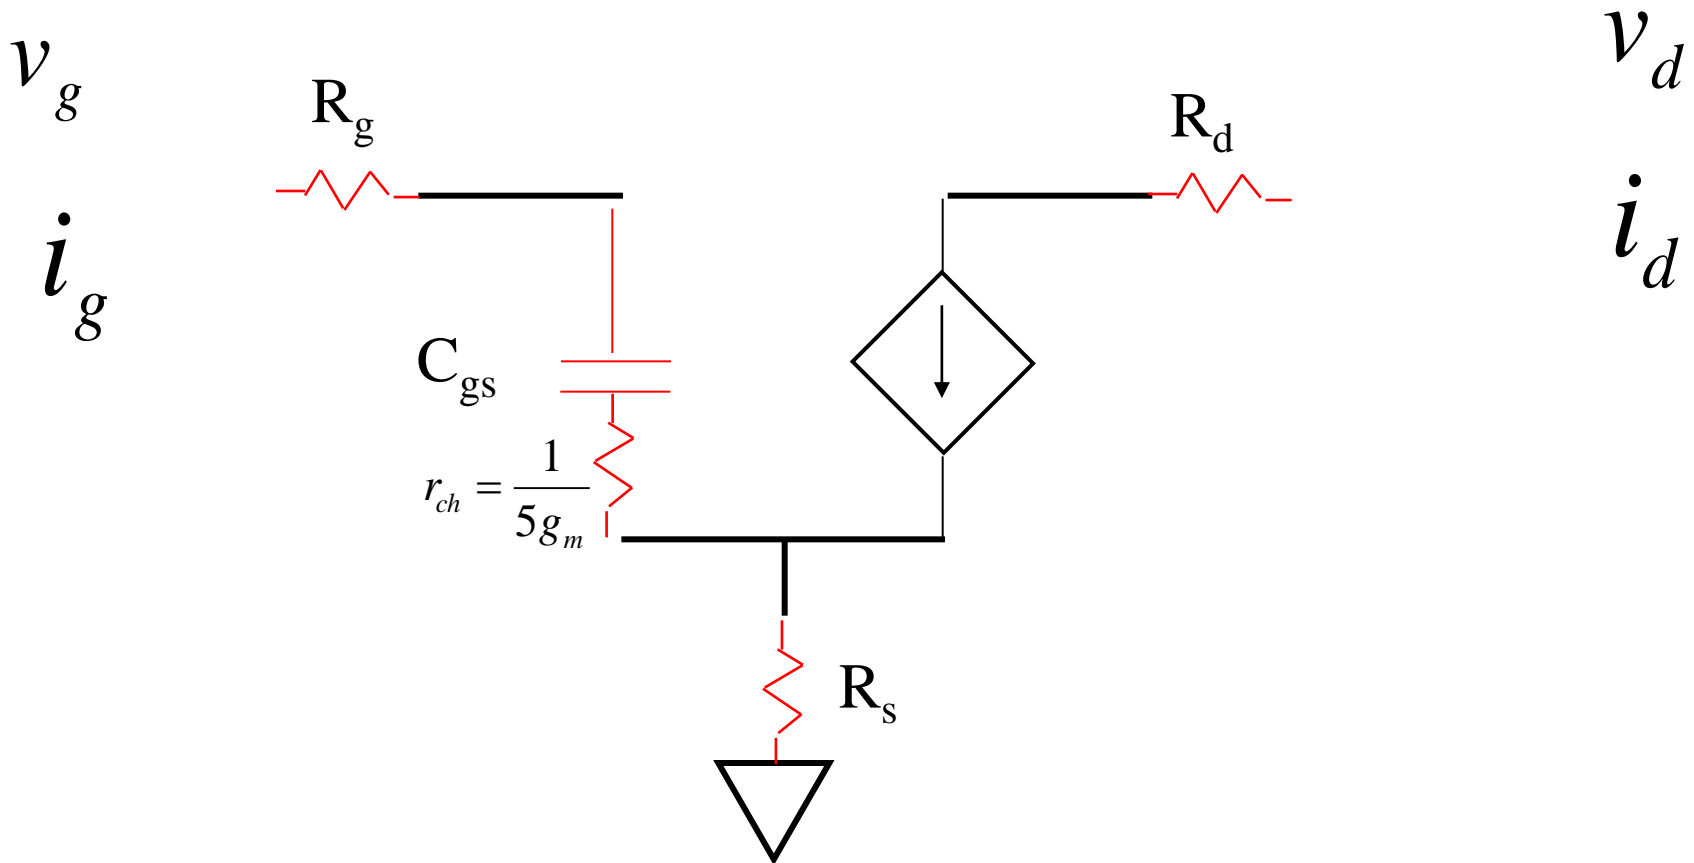 v_g
i_g
R_g
C_gs
r_ch = 1/(5g_m)
R_s
R_d
v_d
i_d